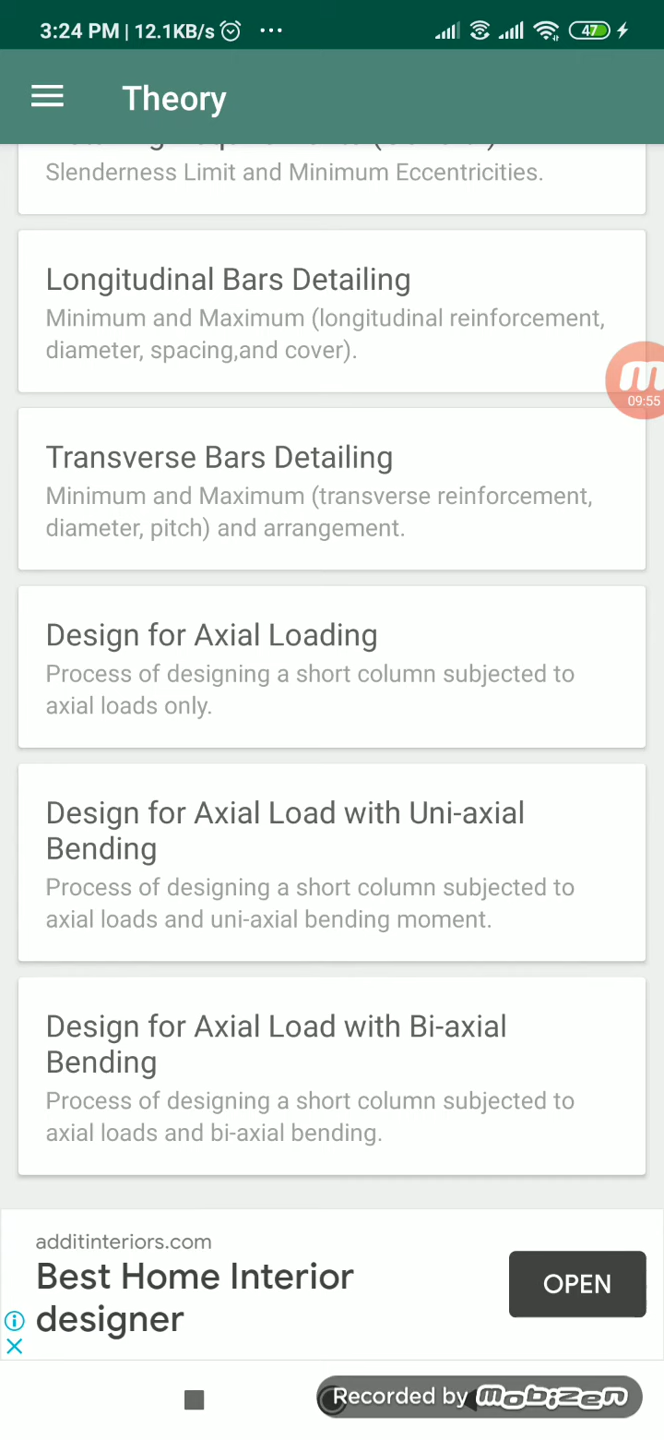 3:24 PM | 12.1KB/s
47
Theory
Slenderness Limit and Minimum Eccentricities.
Longitudinal Bars Detailing
Minimum and Maximum (longitudinal reinforcement,
diameter, spacing,and cover).
09:55
Transverse Bars Detailing
Minimum and Maximum (transverse reinforcement,
diameter, pitch) and arrangement.
Design for Axial Loading
Process of designing a short column subjected to
axial loads only.
Design for Axial Load with Uni-axial
Bending
Process of designing a short column subjected to
axial loads and uni-axial bending moment.
Design for Axial Load with Bi-axial
Bending
Process of designing a short column subjected to
axial loads and bi-axial bending.
additinteriors.com
Best Home Interior
designer
OPEN
Recorded by mobizen